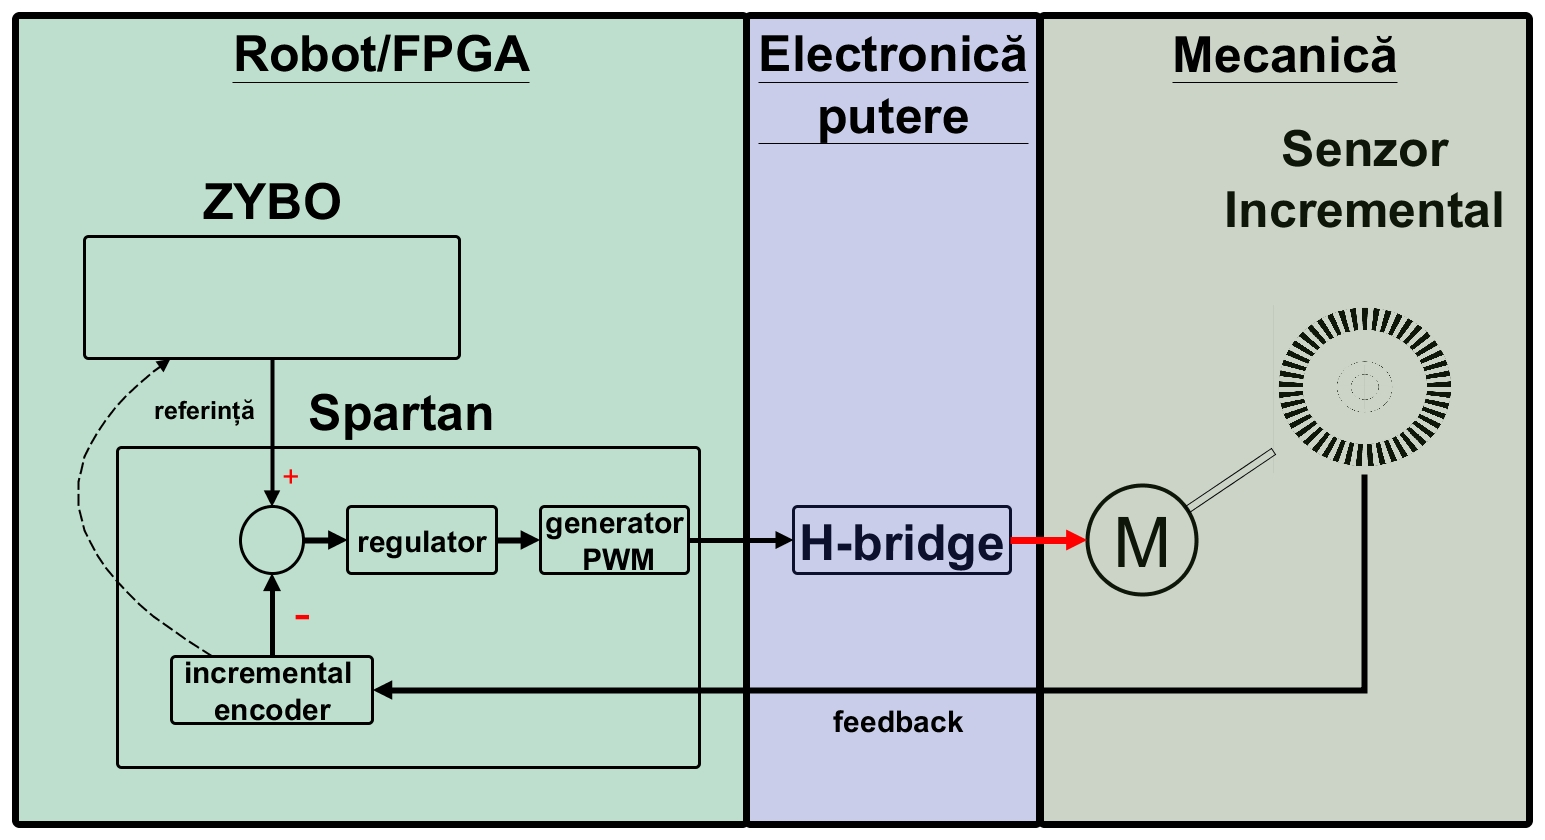 Robot/FPGA
Electronică
putere
Mecanică
Senzor
Incremental
ZYBO
referință
Spartan
+
regulator
generator
PWM
H-bridge
M
-
incremental
encoder
feedback